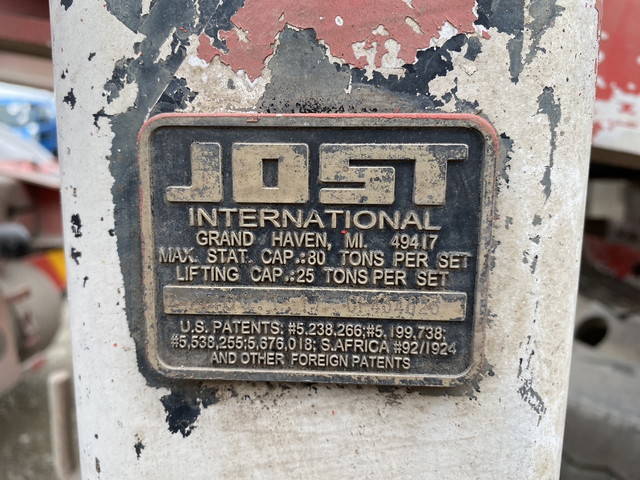 JOST
INTERNATIONAL
GRAND HAVEN, MI. 49417
MAX. STAT. CAP.:80 TONS PER SET
LIFTING CAP.:25 TONS PER SET
U.S. PATENTS: #5,238,266;#5,199,738;
#5,538,255;5,676,018; S.AFRICA #92/1924
AND OTHER FOREIGN PATENTS